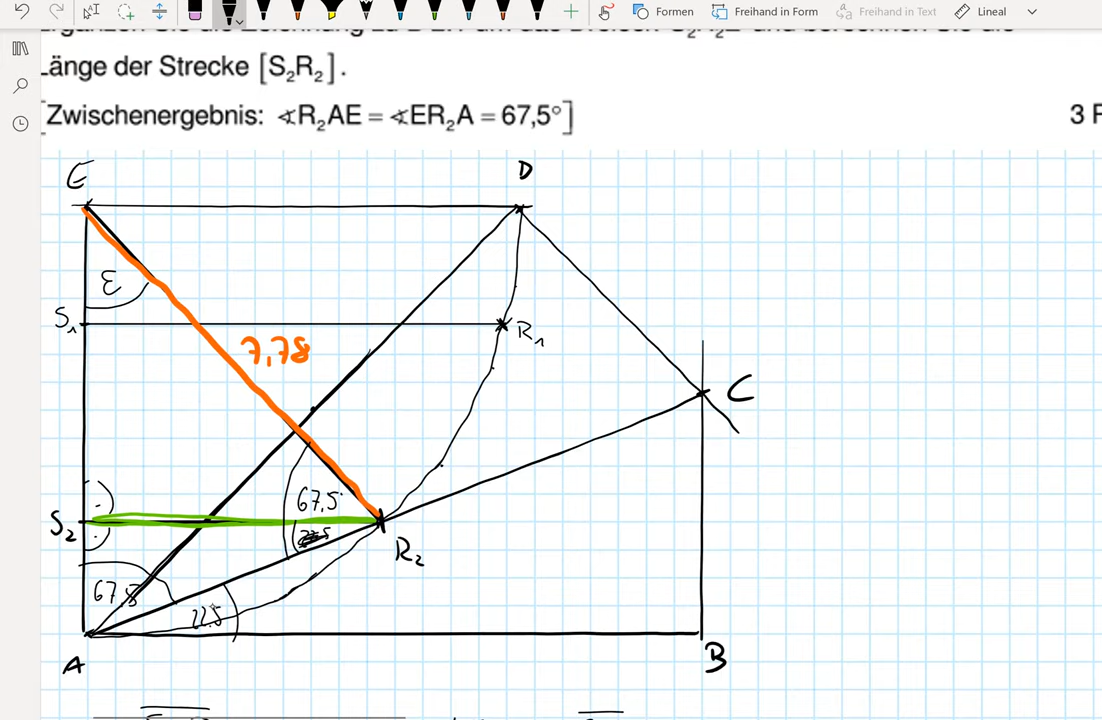 Formen Freihand in Form Freihand in Text Lineal
Länge der Strecke [S₂R₂].
[Zwischenergebnis: ∢R₂AE = ∢ER₂A = 67,5°]
3
E
D
ε
S₁
R₁
7,78
C
67,5
S₂
R₂
67,5
22,5
A
B